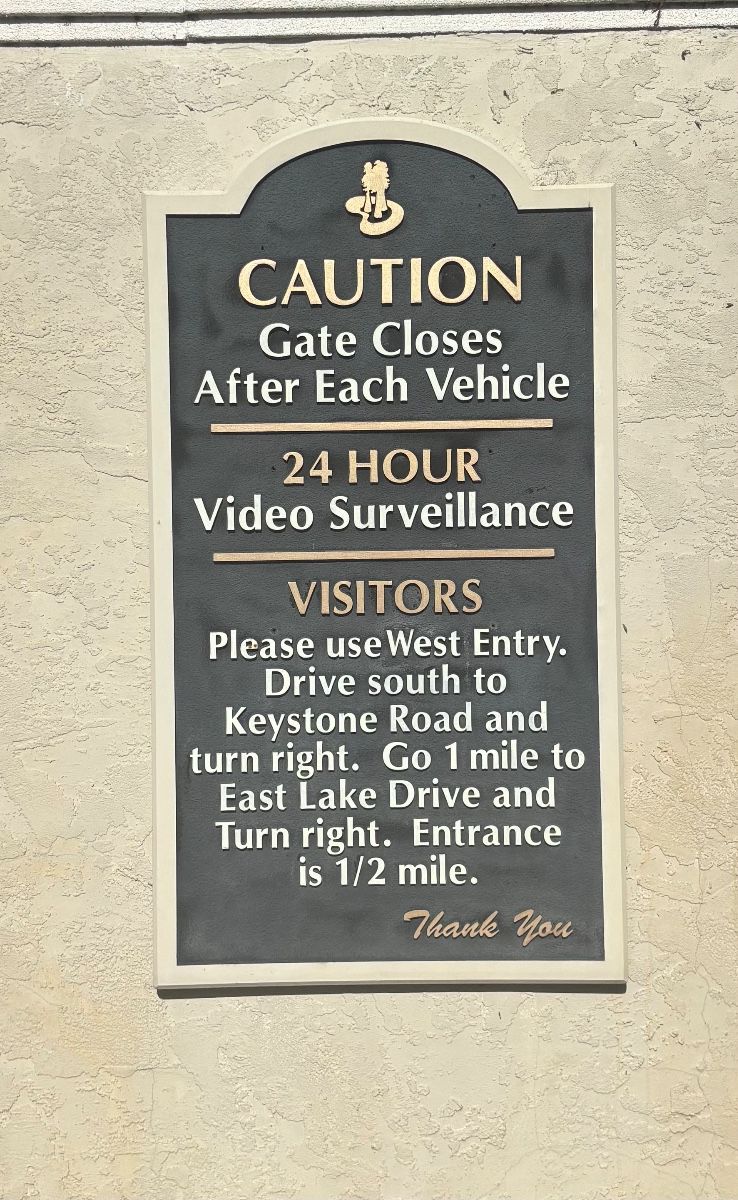 CAUTION
Gate Closes
After Each Vehicle
24 HOUR
Video Surveillance
VISITORS
Please use West Entry.
Drive south to
Keystone Road and
turn right. Go 1 mile to
East Lake Drive and
Turn right. Entrance
is 1/2 mile.
Thank You